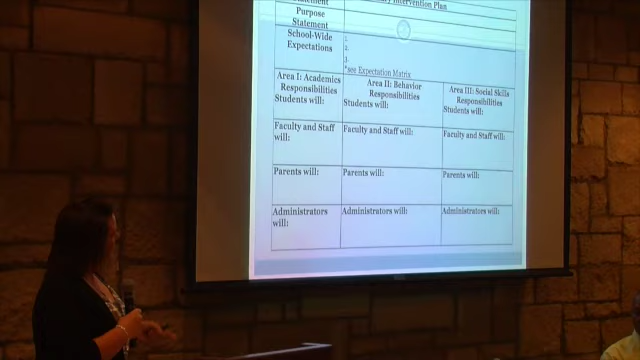 Intervention Plan
Purpose
Statement
School-Wide
Expectations
1.
2.
3.
*see Expectation Matrix
Area I: Academics
Responsibilities
Students will:
Area II: Behavior
Responsibilities
Students will:
Area III: Social Skills
Responsibilities
Students will:
Faculty and Staff
will:
Faculty and Staff will:
Faculty and Staff will:
Parents will:
Parents will:
Parents will:
Administrators
will:
Administrators will:
Administrators will: